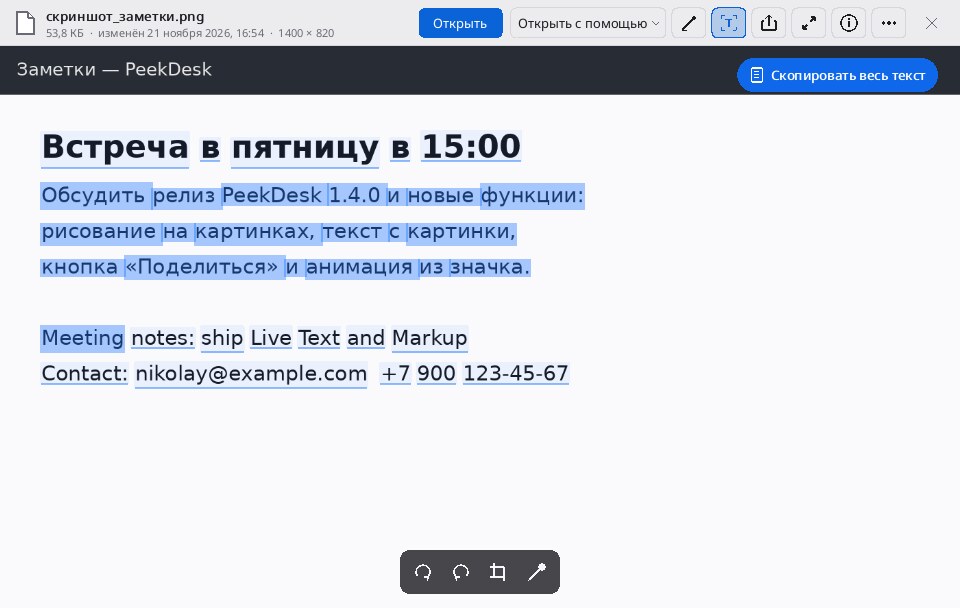 скриншот_заметки.png
53,8 КБ · изменён 21 ноября 2026, 16:54 · 1400 × 820
Открыть
Открыть с помощью
Заметки — PeekDesk
Скопировать весь текст
Встреча в пятницу в 15:00
Обсудить релиз PeekDesk 1.4.0 и новые функции:
рисование на картинках, текст с картинки,
кнопка «Поделиться» и анимация из значка.
Meeting notes: ship Live Text and Markup
Contact: nikolay@example.com +7 900 123-45-67